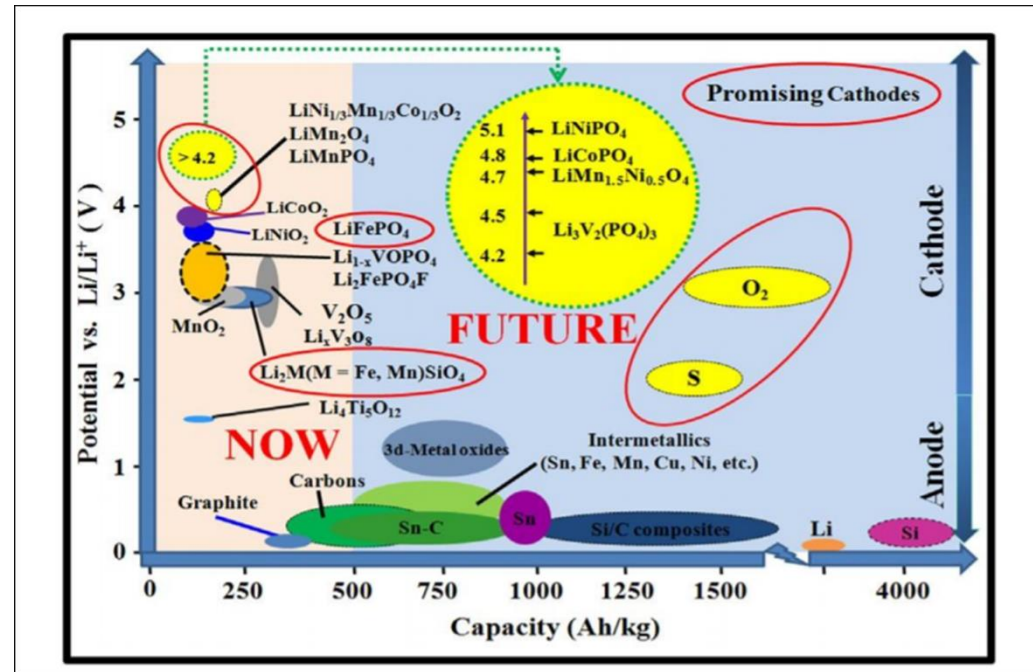 Potential vs. Li/Li⁺ (V)
5
4
3
2
1
0
> 4.2
LiNi₁/₃Mn₁/₃Co₁/₃O₂
LiMn₂O₄
LiMnPO₄
LiCoO₂
LiNiO₂
LiFePO₄
Li₁₋ₓVOPO₄
Li₂FePO₄F
MnO₂
V₂O₅
LiₓV₃o₈
Li₂M(M = Fe, Mn)SiO₄
Li₄Ti₅O₁₂
NOW
Carbons
Graphite
5.1
LiNiPO₄
4.8
LiCoPO₄
4.7
LiMn₁.₅Ni₀.₅O₄
4.5
Li₃V₂(PO₄)₃
4.2
FUTURE
Promising Cathodes
O₂
S
3d-Metal oxides
Intermetallics
(Sn, Fe, Mn, Cu, Ni, etc.)
Sn-C
Sn
Si/C composites
Li
Si
Cathode
Anode
0
250
500
750
1000
1250
1500
4000
Capacity (Ah/kg)